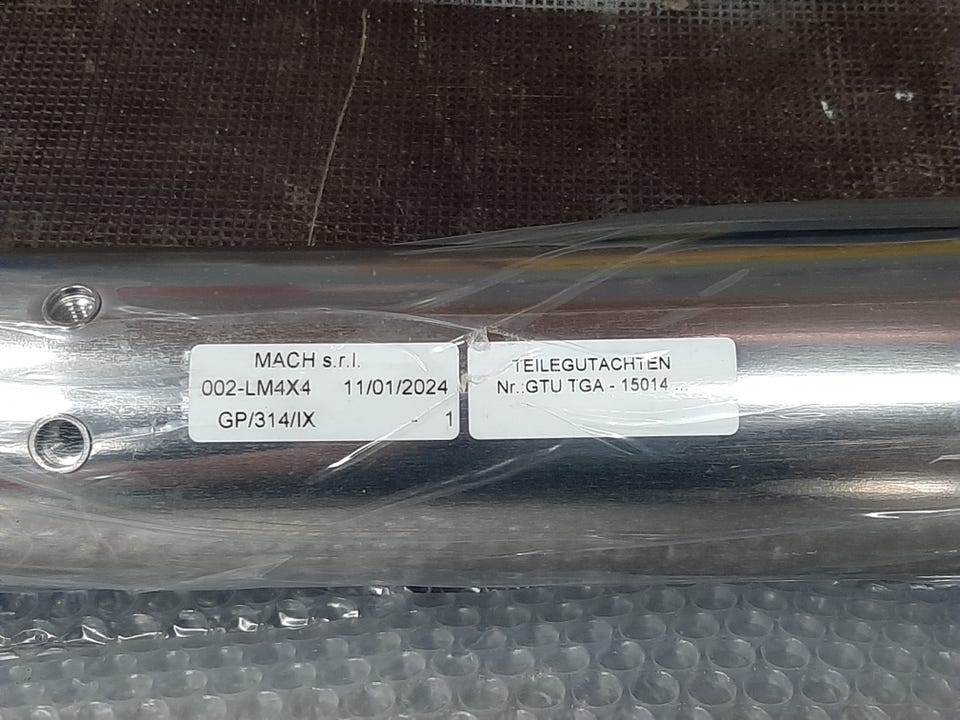 MACH s.r.l.
002-LM4X4 11/01/2024
GP/314/IX - 1
TEILEGUTACHTEN
Nr.:GTU TGA - 15014 ...